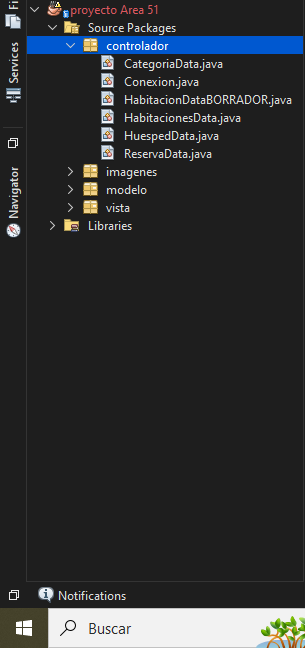 Fi
Services
Navigator
proyecto Area 51
Source Packages
controlador
CategoriaData.java
Conexion.java
HabitacionDataBORRADOR.java
HabitacionesData.java
HuespedData.java
ReservaData.java
imagenes
modelo
vista
Libraries
Notifications
Buscar